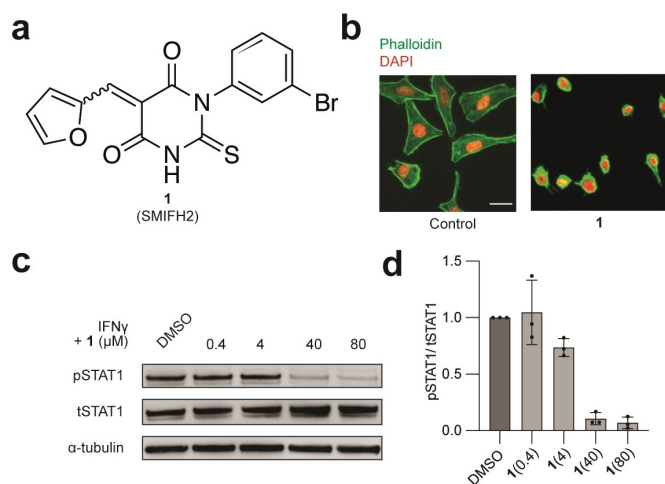 a
O
O
O
N
NH
S
Br
1
(SMIFH2)
b
Phalloidin
DAPI
Control
1
c
IFNγ
+ 1 (μM)
DMSO
0.4
4
40
80
pSTAT1
tSTAT1
α-tubulin
d
pSTAT1/ tSTAT1
1.5
1.0
0.5
0.0
DMSO
1(0.4)
1(4)
1(40)
1(80)